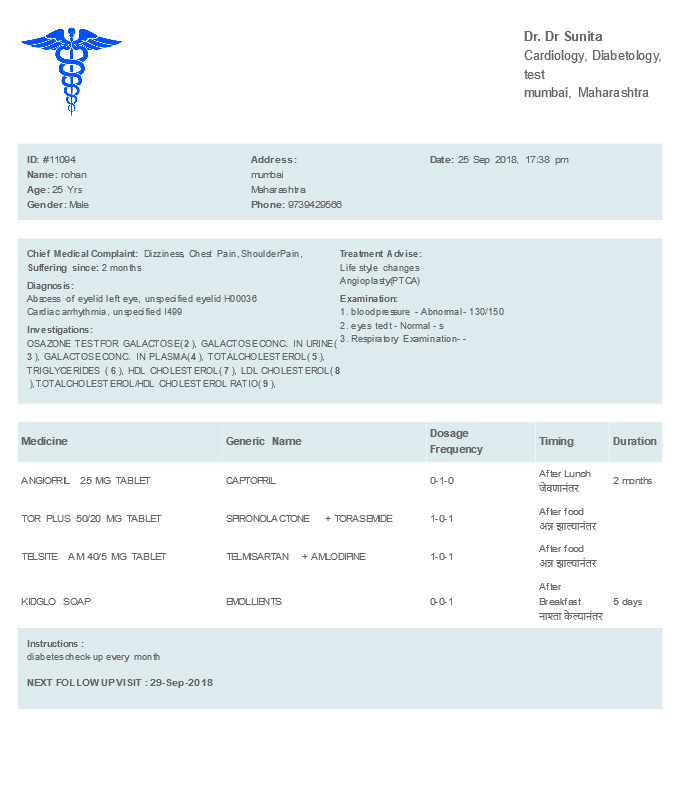 Dr. Dr Sunita
Cardiology, Diabetology,
test
mumbai, Maharashtra
ID: #11094
Name: rohan
Age: 25 Yrs
Gender: Male
Address:
mumbai
Maharashtra
Phone: 9739429566
Date: 25 Sep 2018, 17:38 pm
Chief Medical Complaint: Dizziness, Chest Pain, ShoulderPain,
Suffering since: 2 months
Diagnosis:
Abscess of eyelid left eye, unspecified eyelid H00036
Cardiac arrhythmia, unspecified I499
Investigations:
OSAZONE TEST FOR GALACTOSE(2 ), GALACTOSE CONC. IN URINE(
3 ), GALACTOSE CONC. IN PLASMA(4 ), TOTALCHOLESTEROL( 5 ),
TRIGLYCERIDES ( 6 ), HDL CHOLESTEROL( 7 ), LDL CHOLESTEROL( 8
),TOTALCHOLESTEROL/HDL CHOLESTEROL RATIO( 9 ),
Treatment Advise:
Life style changes
Angioplasty(PTCA)
Examination:
1. bloodpressure - Abnormal - 130/150
2. eyes tedt - Normal - s
3. Respiratory Examination- -
Medicine Generic Name Dosage Frequency Timing Duration
ANGIOPRIL 25 MG TABLET CAPTOPRIL 0-1-0 After Lunch 2 months
जेवणानंतर
TOR PLUS 50/20 MG TABLET SPIRONOLACTONE + TORASEMIDE 1-0-1 After food
अन्न झाल्यानंतर
TELSITE AM 40/5 MG TABLET TELMISARTAN + AMLODIPINE 1-0-1 After food
अन्न झाल्यानंतर
KIDGLO SOAP EMOLLIENTS 0-0-1 After
Breakfast 5 days
नाश्ता केल्यानंतर
Instructions :
diabetes check-up every month
NEXT FOLLOW UP VISIT : 29-Sep-2018